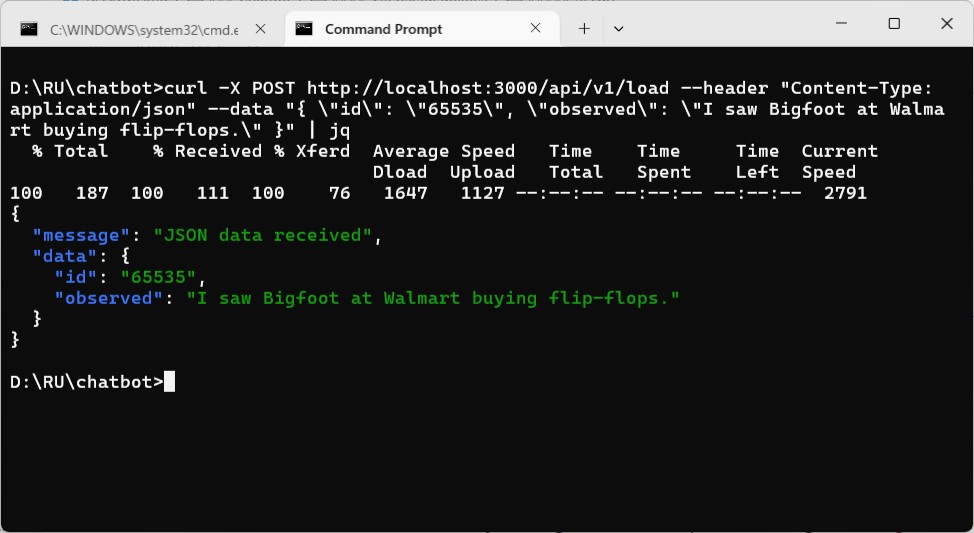 C:\WINDOWS\system32\cmd.e
Command Prompt
D:\RU\chatbot>curl -X POST http://localhost:3000/api/v1/load --header "Content-Type:
application/json" --data "{ \"id\": \"65535\", \"observed\": \"I saw Bigfoot at Walma
rt buying flip-flops.\" }" | jq
  % Total    % Received % Xferd  Average Speed   Time    Time     Time  Current
                                 Dload  Upload   Total   Spent    Left  Speed
100   187  100   111  100    76   1647   1127 --:--:-- --:--:-- --:--:--  2791
{
  "message": "JSON data received",
  "data": {
    "id": "65535",
    "observed": "I saw Bigfoot at Walmart buying flip-flops."
  }
}
D:\RU\chatbot>